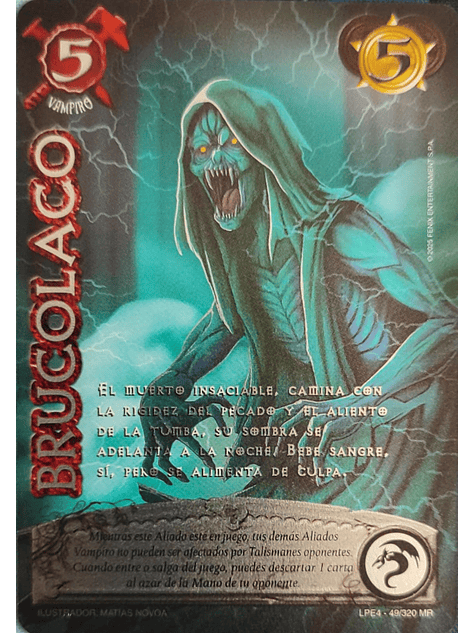 5
VAMPIRO
5
BRUCOLACO
© 2025 FENIX ENTERTAINMENT S.P.A.
El muerto insaciable, camina con
la rigidez del pecado y el aliento
de la tumba, su sombra se
adelanta a la noche/ Bebe sangre,
sí, pero se alimenta de culpa.
Mientras este Aliado esté en juego, tus demás Aliados
Vampiro no pueden ser afectados por Talismanes oponentes.
Cuando entre o salga del juego, puedes descartar 1 carta
al azar de la Mano de tu oponente.
ILUSTRADOR: MATIAS NOVOA
LPE4 - 49/320 MR